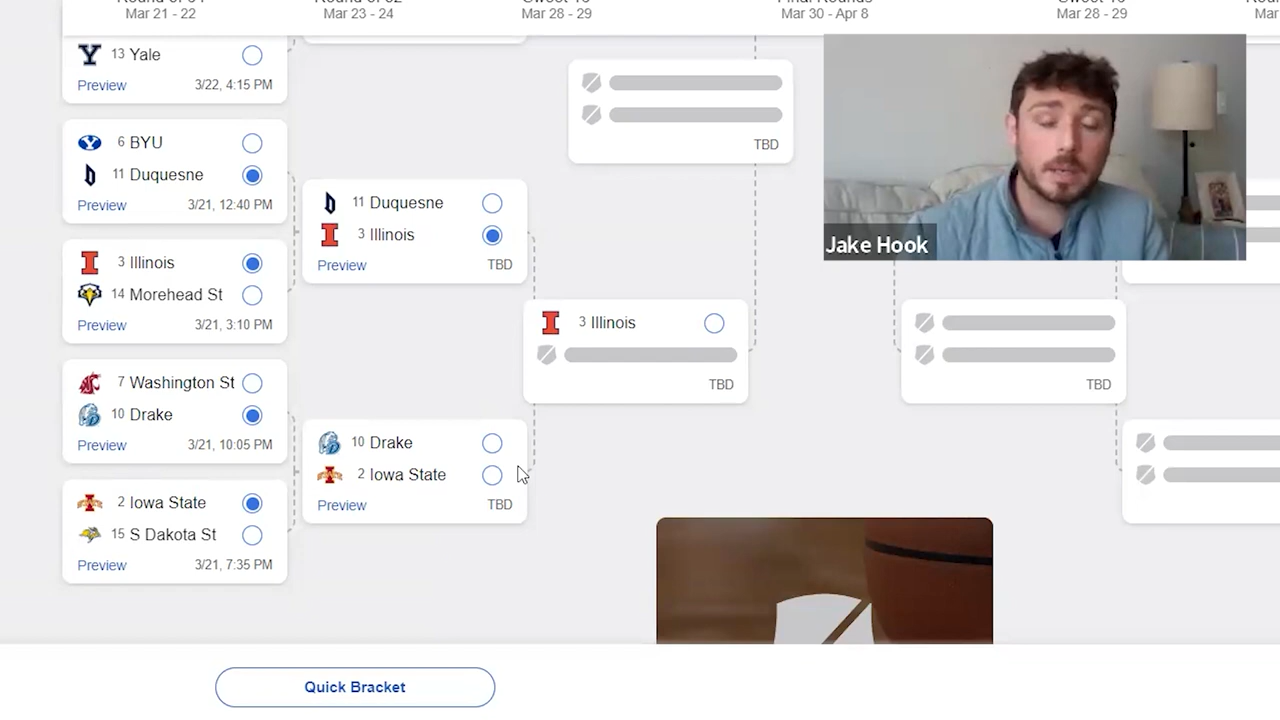 Mar 21 - 22
Mar 23 - 24
Mar 28 - 29
Mar 30 - Apr 8
Mar 28 - 29
Mar
13 Yale
Preview 3/22, 4:15 PM
6 BYU
11 Duquesne
Preview 3/21, 12:40 PM
3 Illinois
14 Morehead St
Preview 3/21, 3:10 PM
7 Washington St
10 Drake
Preview 3/21, 10:05 PM
2 Iowa State
15 S Dakota St
Preview 3/21, 7:35 PM
11 Duquesne
3 Illinois
Preview TBD
10 Drake
2 Iowa State
Preview TBD
TBD
3 Illinois
TBD
TBD
Jake Hook
Quick Bracket